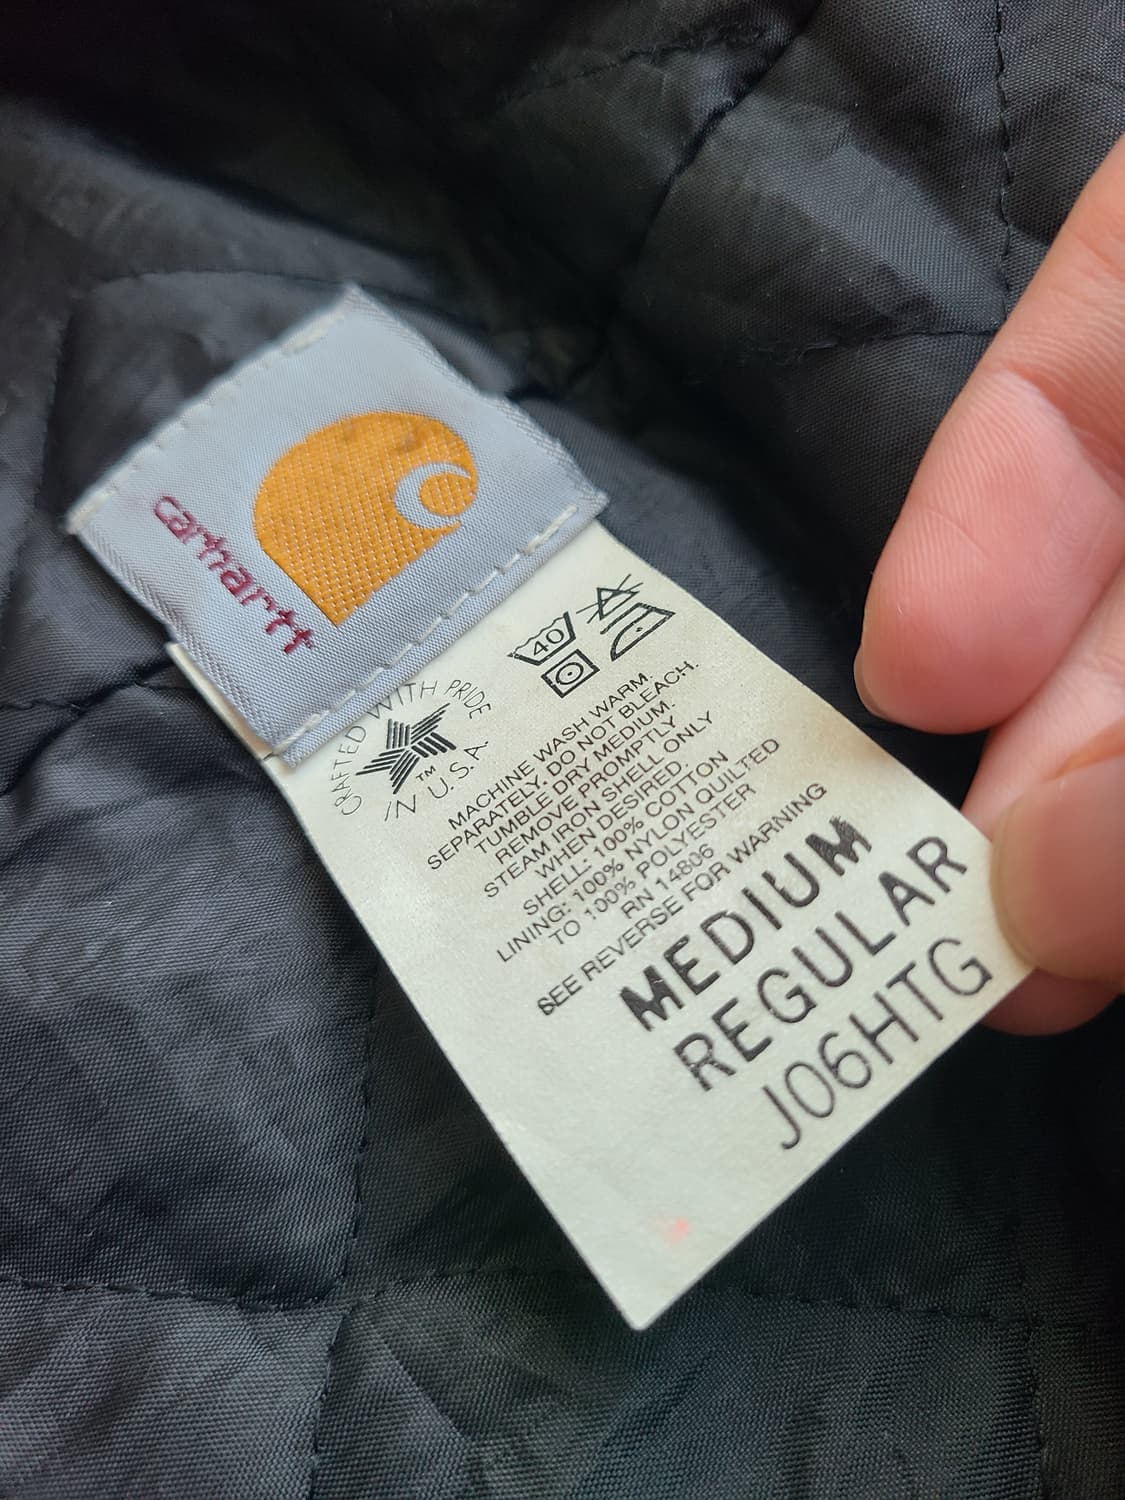 carhartt
CRAFTED WITH PRIDE
IN U.S.A.
TM
40
MACHINE WASH WARM.
SEPARATELY. DO NOT BLEACH.
TUMBLE DRY MEDIUM.
REMOVE PROMPTLY
STEAM IRON SHELL ONLY
WHEN DESIRED.
SHELL: 100% COTTON
LINING: 100% NYLON QUILTED
TO 100% POLYESTER
RN 14806
SEE REVERSE FOR WARNING
MEDIUM
REGULAR
J06HTG